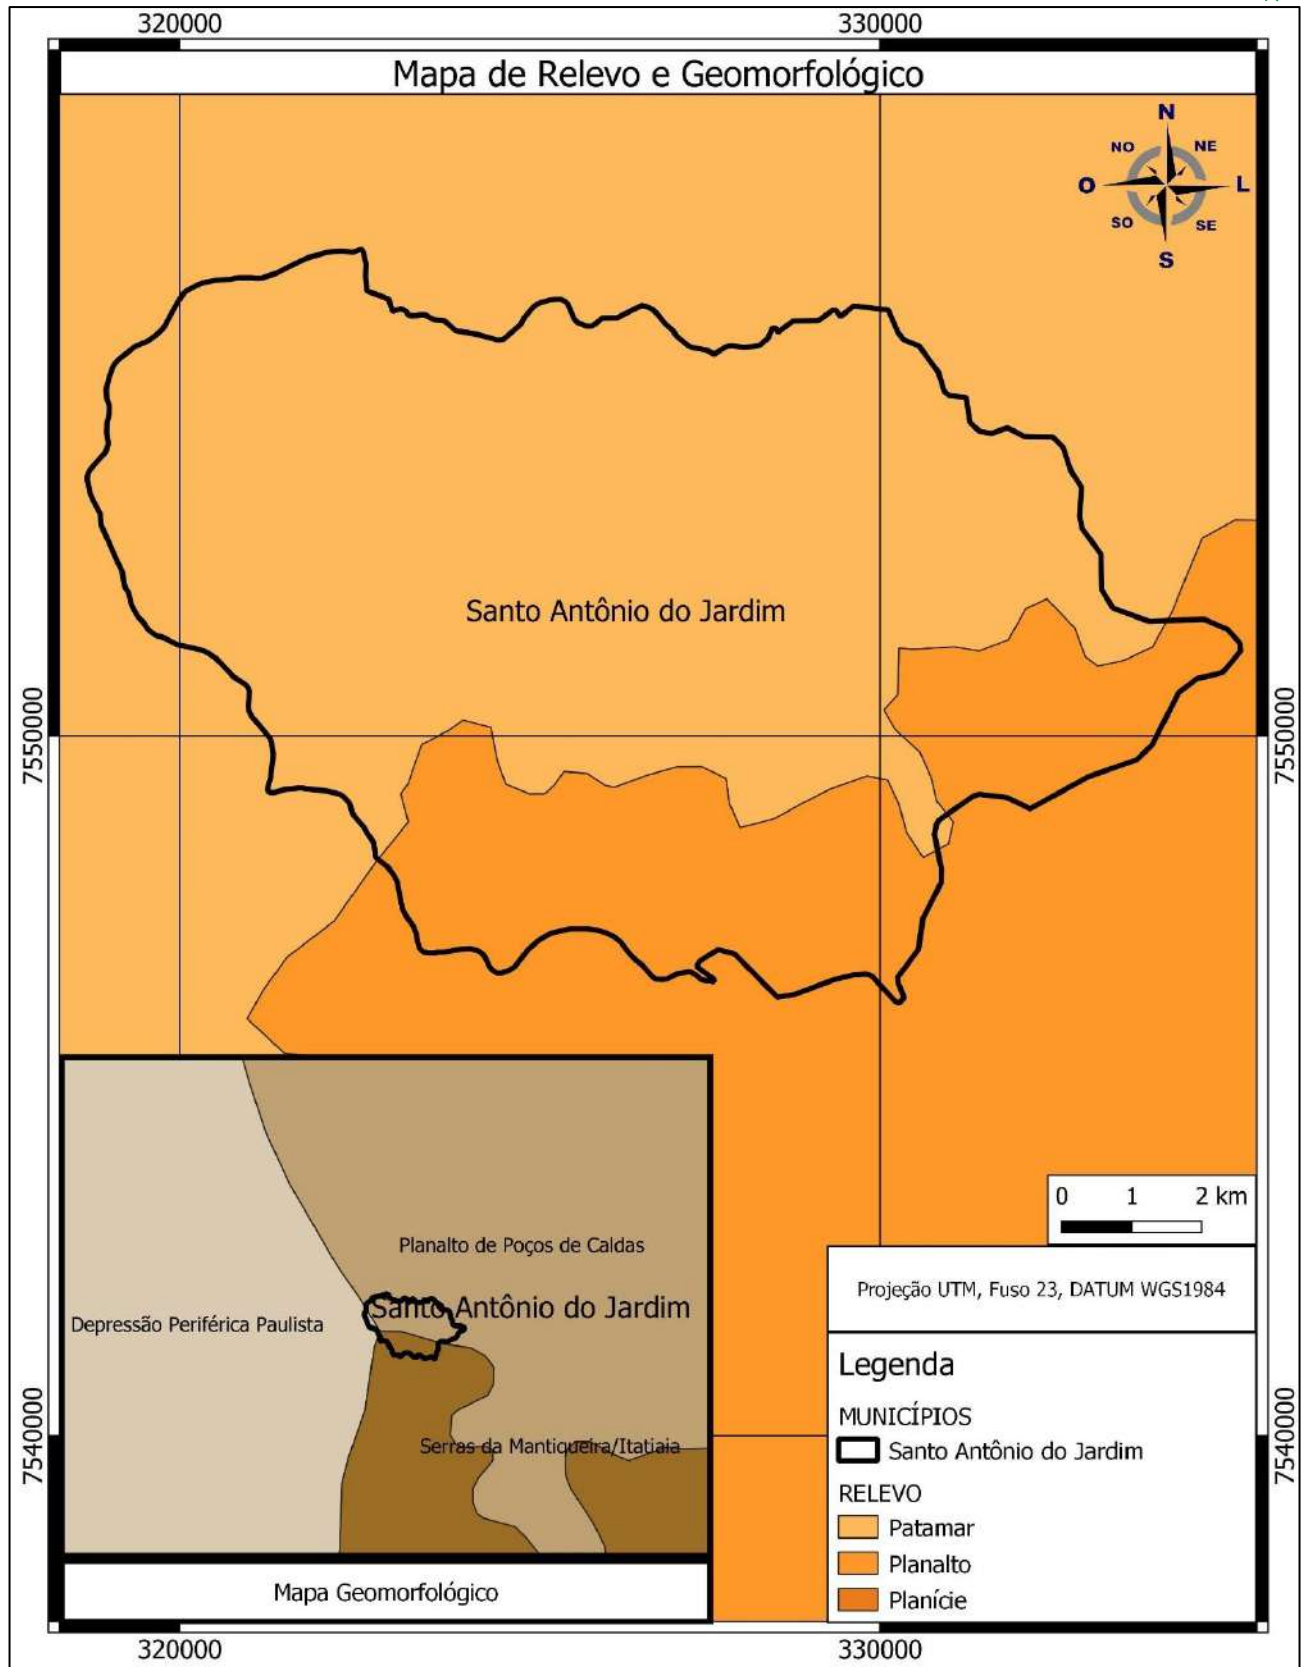 320000 330000
Mapa de Relevo e Geomorfológico
N
NO NE
O L
SO SE
S
Santo Antônio do Jardim
7550000 7550000
0 1 2 km
Planalto de Poços de Caldas
Projeção UTM, Fuso 23, DATUM WGS1984
Santo Antônio do Jardim
Depressão Periférica Paulista
Legenda
MUNICÍPIOS
Serras da Mantiqueira/Itatiaia
Santo Antônio do Jardim
7540000 7540000
RELEVO
Patamar
Planalto
Planície
Mapa Geomorfológico
320000 330000